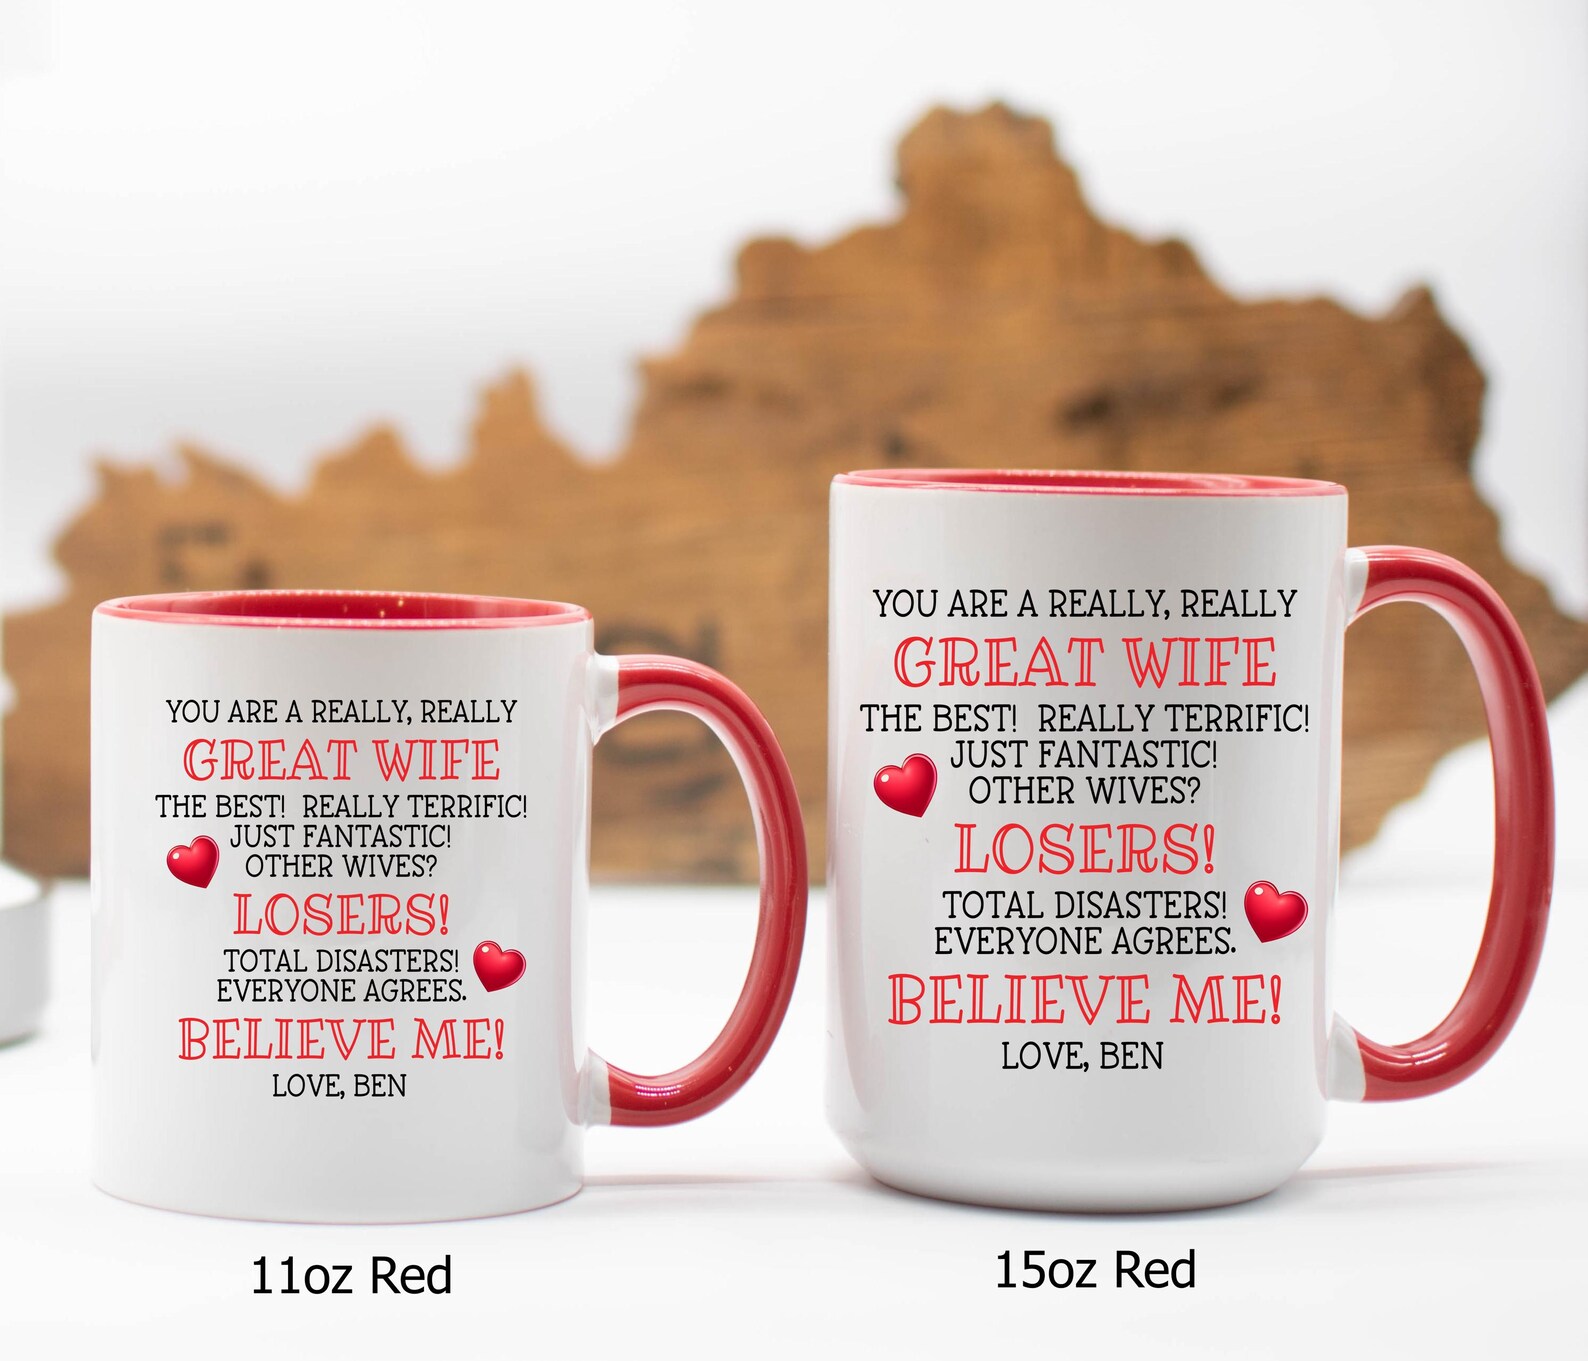 YOU ARE A REALLY, REALLY
GREAT WIFE
THE BEST! REALLY TERRIFIC!
JUST FANTASTIC!
OTHER WIVES?
LOSERS!
TOTAL DISASTERS!
EVERYONE AGREES.
BELIEVE ME!
LOVE, BEN
11oz Red
YOU ARE A REALLY, REALLY
GREAT WIFE
THE BEST! REALLY TERRIFIC!
JUST FANTASTIC!
OTHER WIVES?
LOSERS!
TOTAL DISASTERS!
EVERYONE AGREES.
BELIEVE ME!
LOVE, BEN
15oz Red